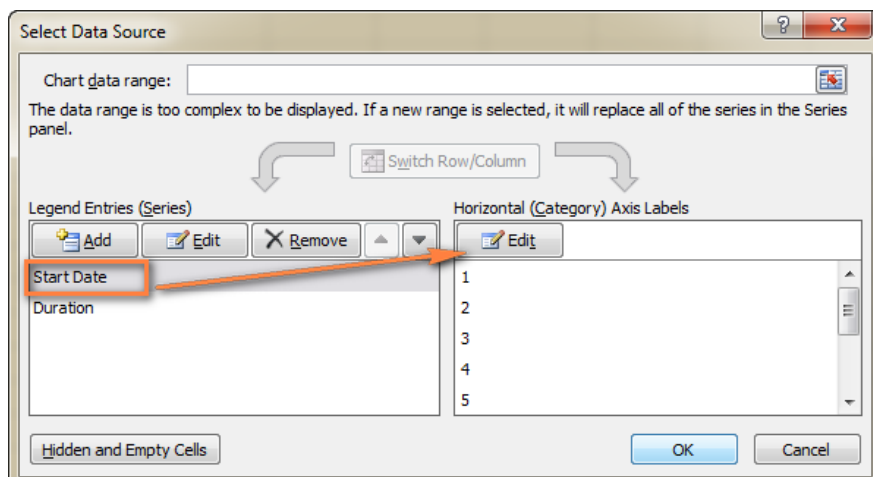 Select Data Source
?
Chart data range:
The data range is too complex to be displayed. If a new range is selected, it will replace all of the series in the Series
panel.
Switch Row/Column
Legend Entries (Series)
Horizontal (Category) Axis Labels
Add Edit Remove
Edit
Start Date
Duration
1
2
3
4
5
Hidden and Empty Cells
OK Cancel